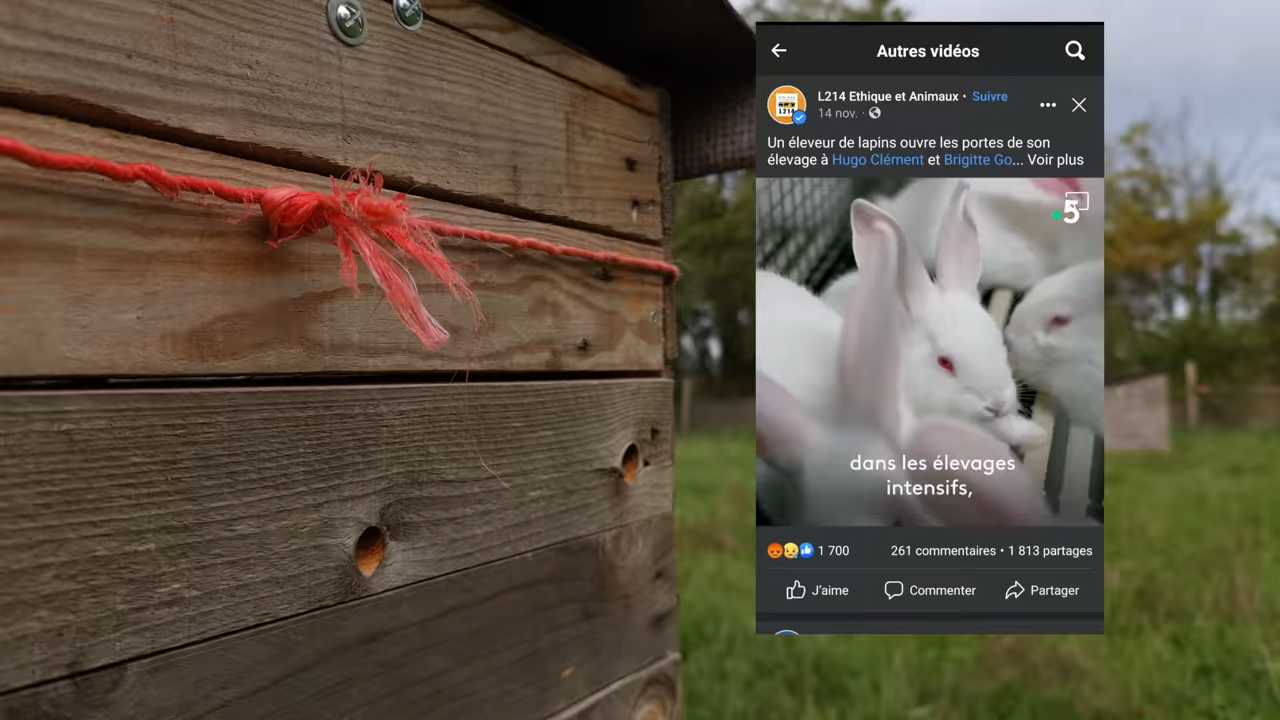 Autres vidéos
L214 Ethique et Animaux • Suivre
14 nov. ·
Un éleveur de lapins ouvre les portes de son
élevage à Hugo Clément et Brigitte Go... Voir plus
5
L214
dans les élevages
intensifs,
1 700
261 commentaires • 1 813 partages
J'aime
Commenter
Partager